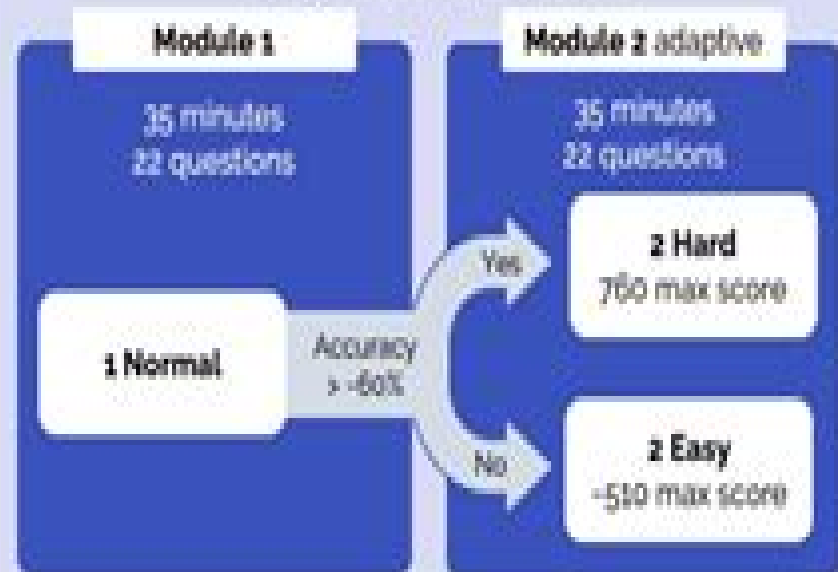 Module 1
35 minutes
22 questions
1 Normal
Accuracy
> ~60%
Module 2 adaptive
35 minutes
22 questions
Yes
2 Hard
760 max score
No
2 Easy
~510 max score